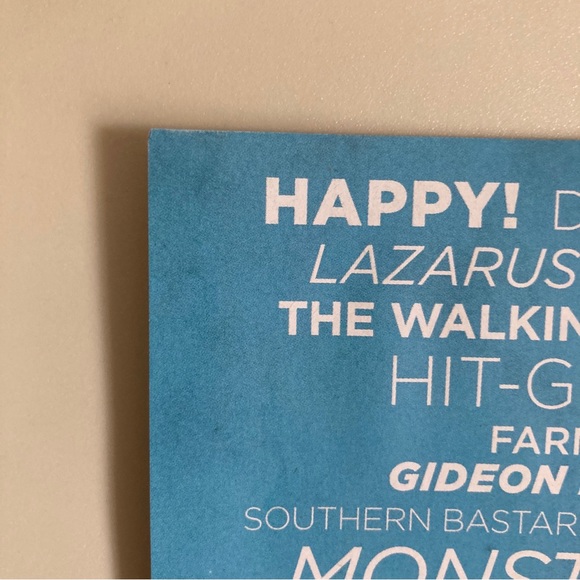 HAPPY! D
LAZARUS
THE WALKIN
HIT-G
FARM
GIDEON
SOUTHERN BASTAR
MONST